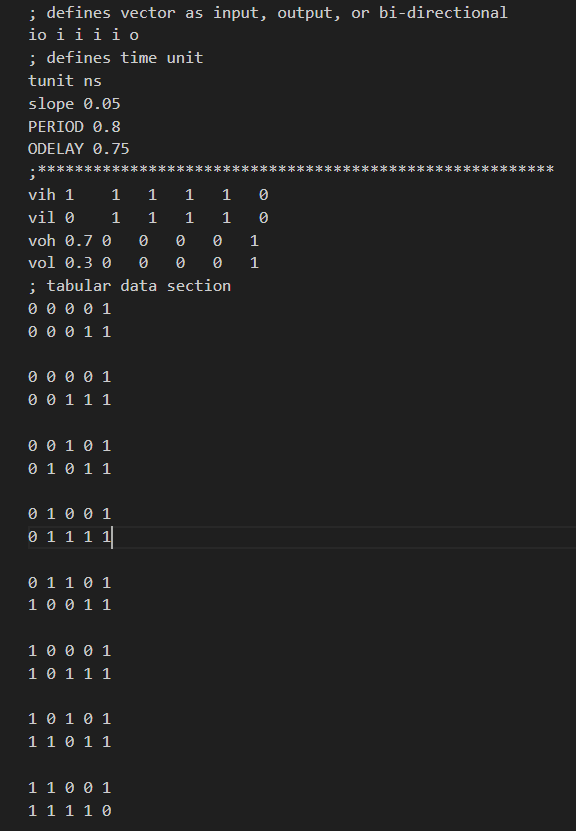 ; defines vector as input, output, or bi-directional
io i i i i o
; defines time unit
tunit ns
slope 0.05
PERIOD 0.8
ODELAY 0.75
;********************************************************
vih 1    1   1   1   1   0
vil 0    1   1   1   1   0
voh 0.7 0   0   0   0   1
vol 0.3 0   0   0   0   1
; tabular data section
0 0 0 0 1
0 0 0 1 1

0 0 0 0 1
0 0 1 1 1

0 0 1 0 1
0 1 0 1 1

0 1 0 0 1
0 1 1 1 1

0 1 1 0 1
1 0 0 1 1

1 0 0 0 1
1 0 1 1 1

1 0 1 0 1
1 1 0 1 1

1 1 0 0 1
1 1 1 1 0